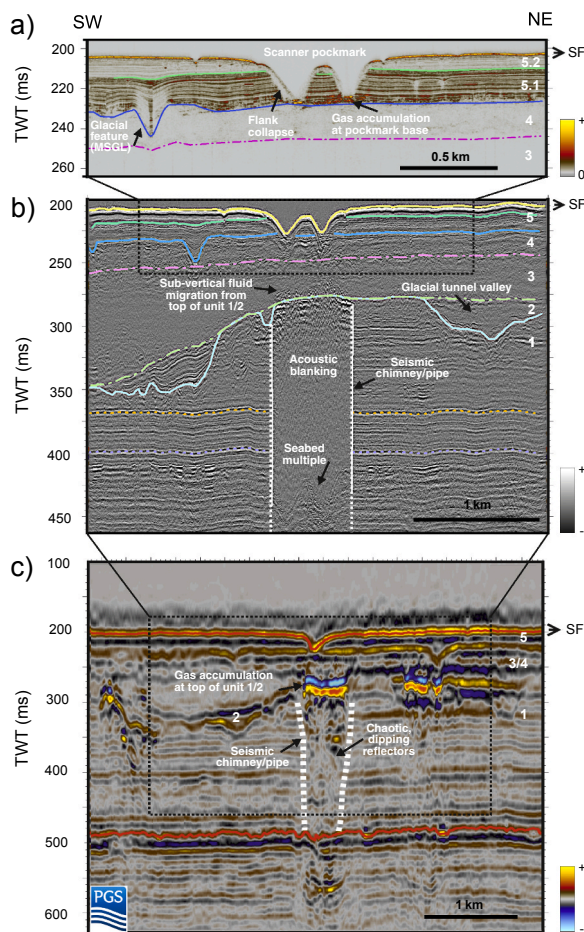 SW
NE
a)
Scanner pockmark
SF
200
220
240
260
TWT (ms)
5.2
5.1
4
3
Glacial
feature
(MSGL)
Flank
collapse
Gas accumulation
at pockmark base
0.5 km
+
0
b)
SF
200
250
300
350
400
450
TWT (ms)
5
4
3
2
1
Sub-vertical fluid
migration from
top of unit 1/2
Glacial tunnel valley
Acoustic
blanking
Seismic
chimney/pipe
Seabed
multiple
1 km
+
-
c)
100
200
300
400
500
600
TWT (ms)
SF
5
3/4
1
2
Gas accumulation
at top of unit 1/2
Seismic
chimney/pipe
Chaotic,
dipping
reflectors
PGS
1 km
+
-